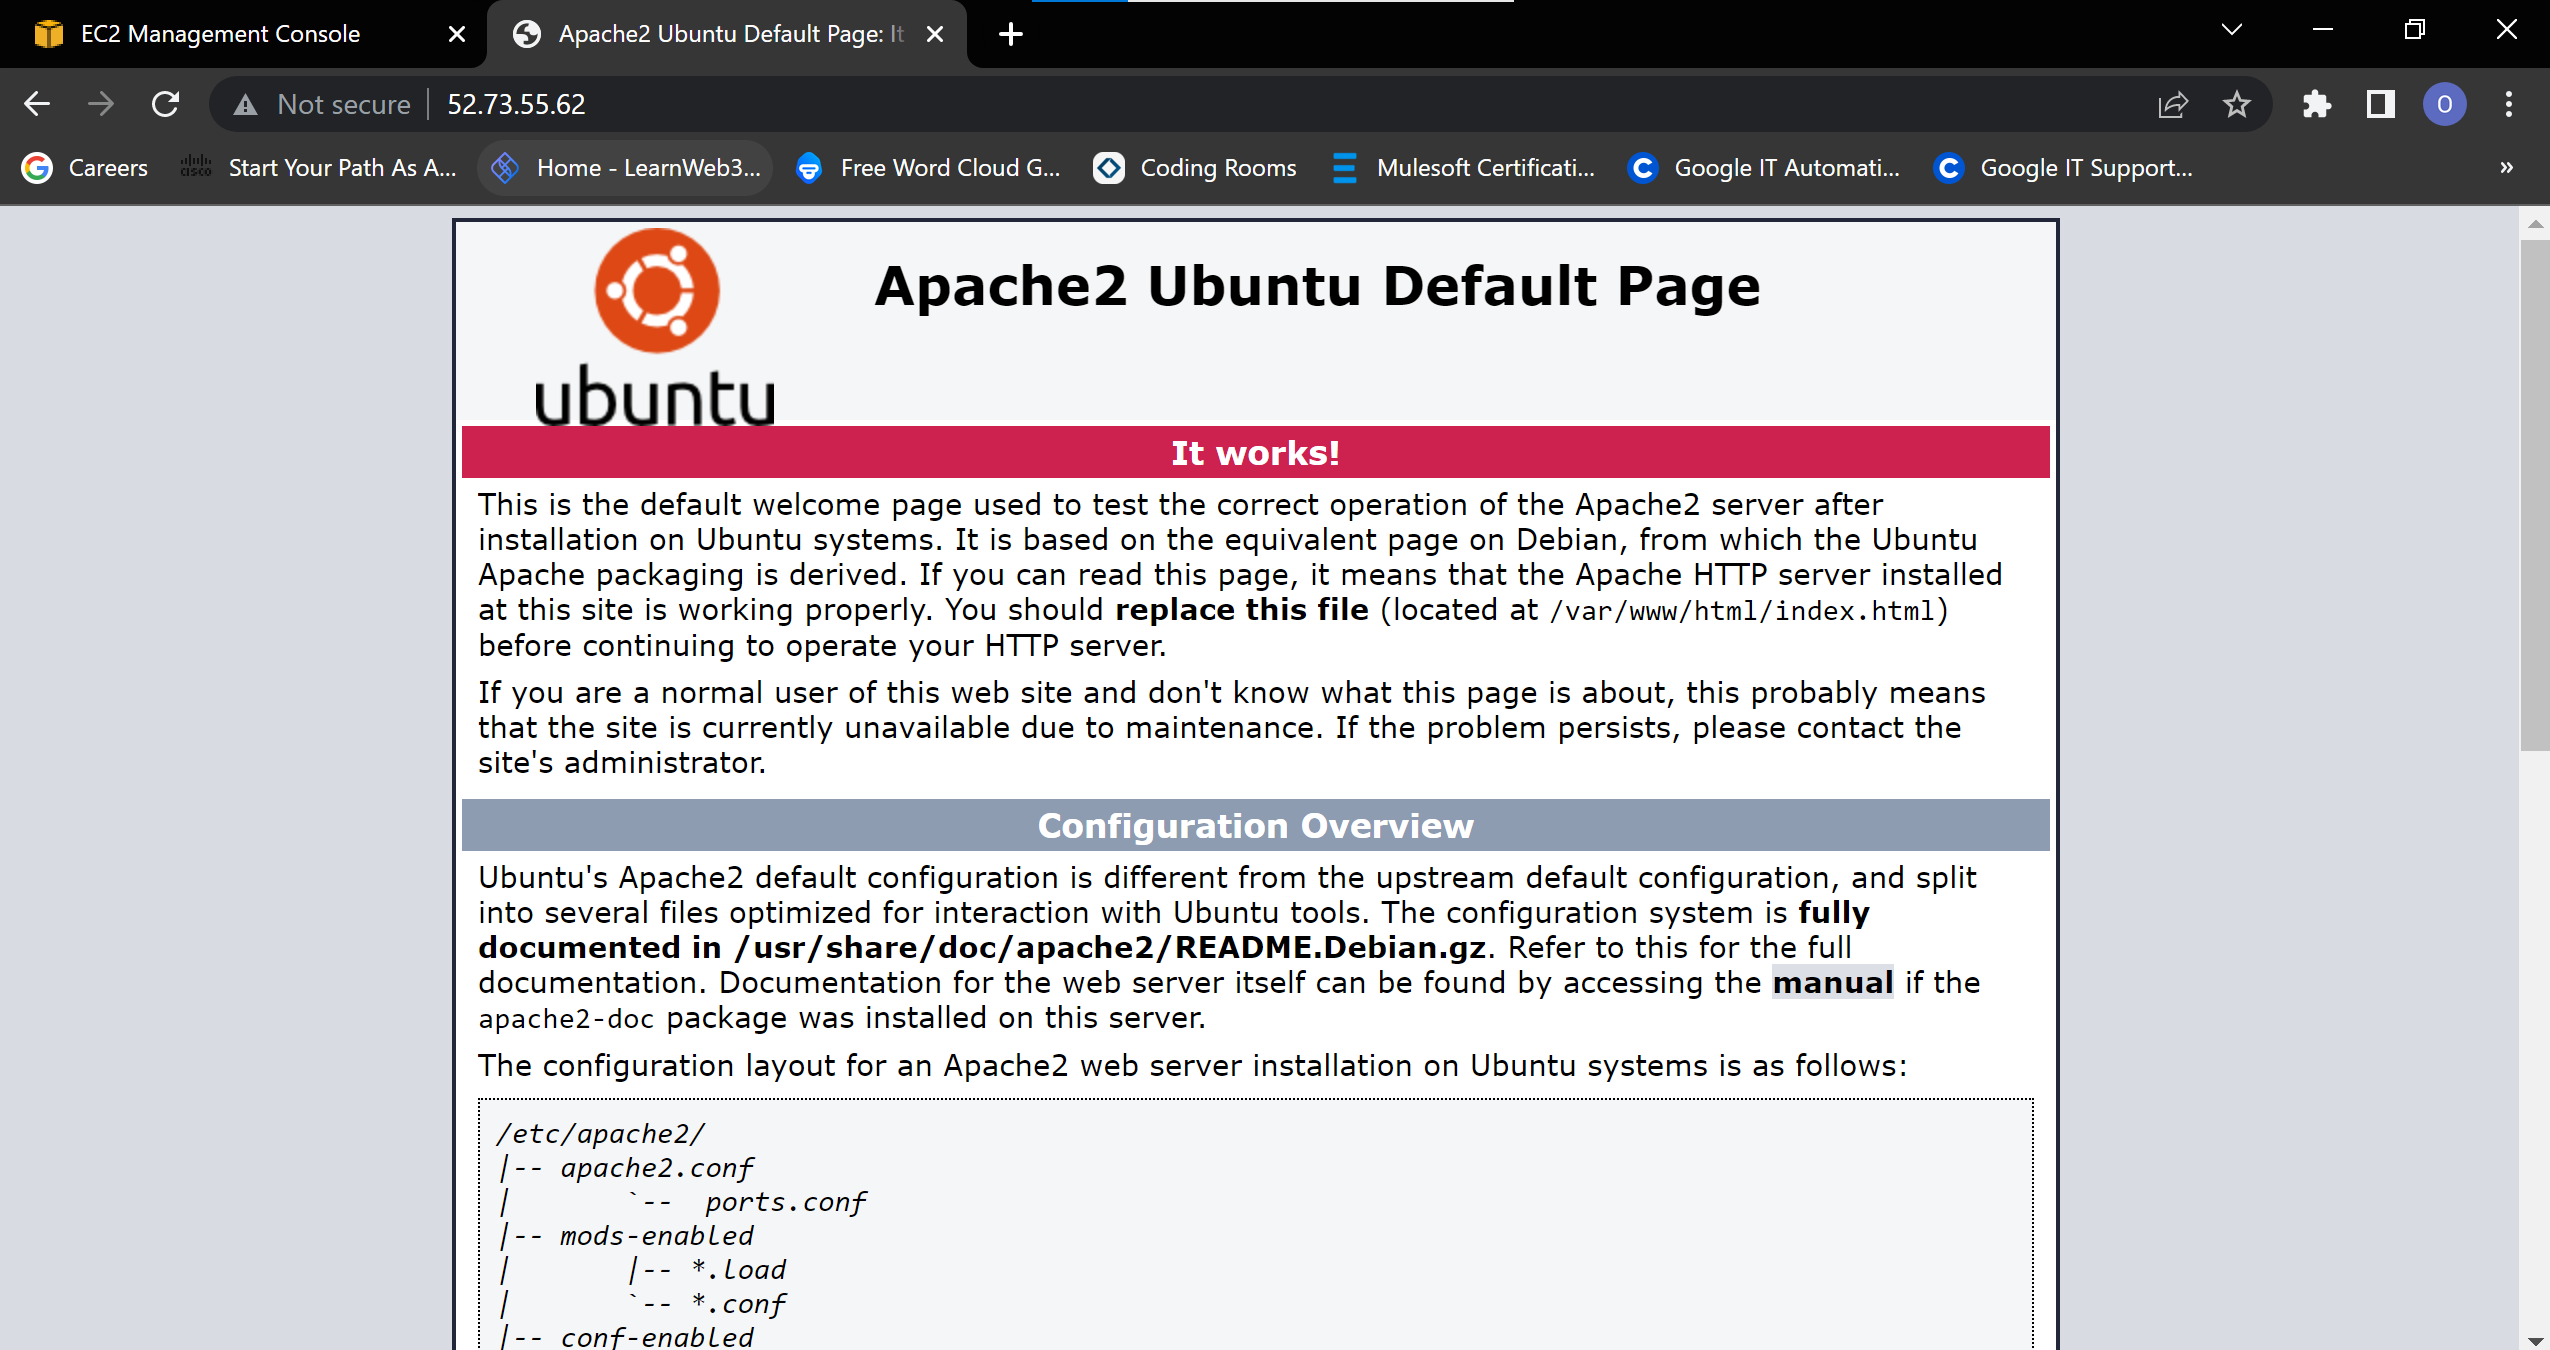 EC2 Management Console
Apache2 Ubuntu Default Page: It
Not secure
52.73.55.62
O
Careers
Start Your Path As A...
Home - LearnWeb3...
Free Word Cloud G...
Coding Rooms
Mulesoft Certificati...
Google IT Automati...
Google IT Support...
»
ubuntu
Apache2 Ubuntu Default Page
It works!
This is the default welcome page used to test the correct operation of the Apache2 server after
installation on Ubuntu systems. It is based on the equivalent page on Debian, from which the Ubuntu
Apache packaging is derived. If you can read this page, it means that the Apache HTTP server installed
at this site is working properly. You should replace this file (located at /var/www/html/index.html)
before continuing to operate your HTTP server.
If you are a normal user of this web site and don't know what this page is about, this probably means
that the site is currently unavailable due to maintenance. If the problem persists, please contact the
site's administrator.
Configuration Overview
Ubuntu's Apache2 default configuration is different from the upstream default configuration, and split
into several files optimized for interaction with Ubuntu tools. The configuration system is fully
documented in /usr/share/doc/apache2/README.Debian.gz. Refer to this for the full
documentation. Documentation for the web server itself can be found by accessing the manual if the
apache2-doc package was installed on this server.
The configuration layout for an Apache2 web server installation on Ubuntu systems is as follows:
/etc/apache2/
|-- apache2.conf
|       `--  ports.conf
|-- mods-enabled
|       |-- *.load
|       `-- *.conf
|-- conf-enabled